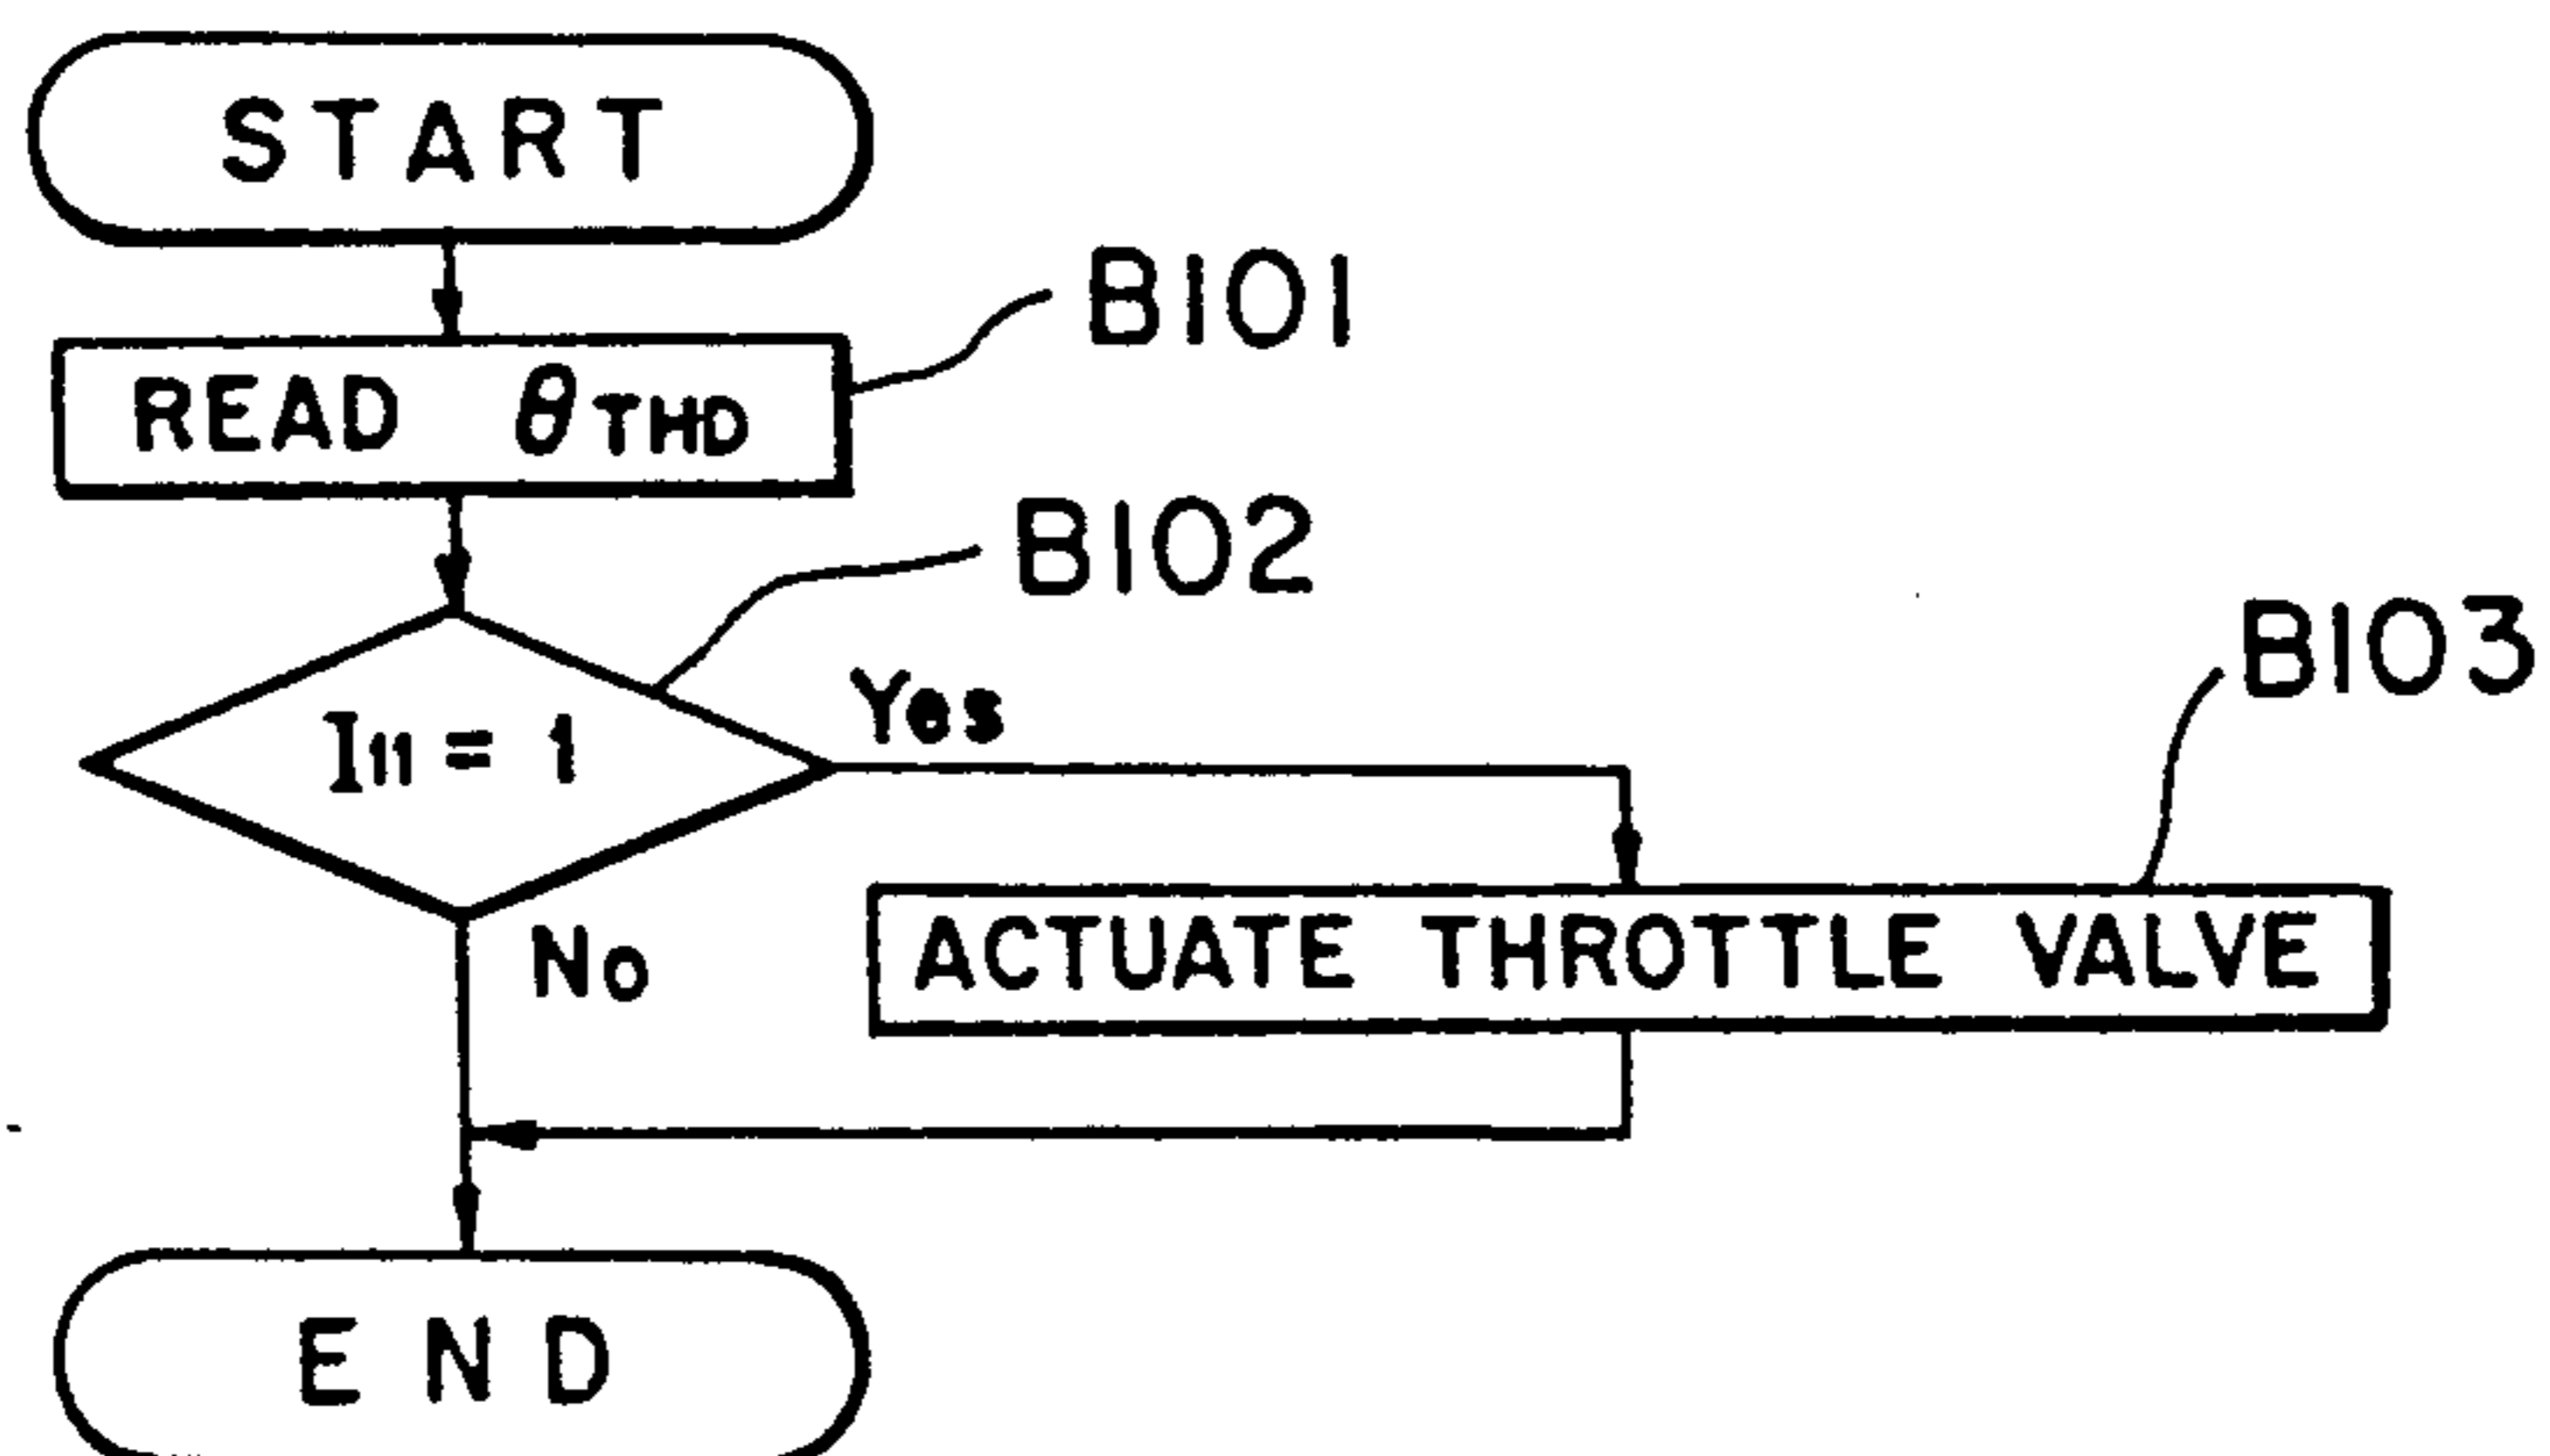 START
B101
READ θTHD
B102
I11 = 1
Yes
B103
ACTUATE THROTTLE VALVE
No
END